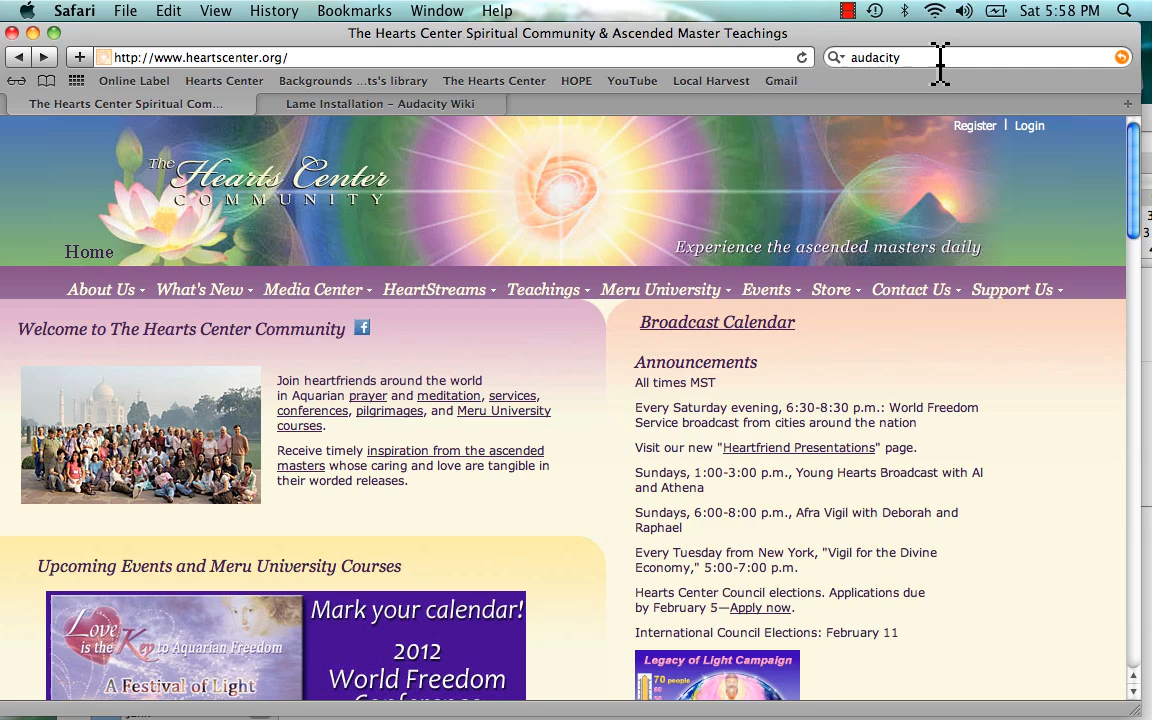 Safari File Edit View History Bookmarks Window Help Sat 5:58 PM
The Hearts Center Spiritual Community & Ascended Master Teachings
http://www.heartscenter.org/ audacity
Online Label Hearts Center Backgrounds ...ts's library The Hearts Center HOPE YouTube Local Harvest Gmail
The Hearts Center Spiritual Com... Lame Installation – Audacity Wiki
Register | Login
The Hearts Center
COMMUNITY
Home
Experience the ascended masters daily
About Us What's New Media Center HeartStreams Teachings Meru University Events Store Contact Us Support Us
Welcome to The Hearts Center Community
Join heartfriends around the world
in Aquarian prayer and meditation, services,
conferences, pilgrimages, and Meru University
courses.
Receive timely inspiration from the ascended
masters whose caring and love are tangible in
their worded releases.
Upcoming Events and Meru University Courses
Love
is the Key to Aquarian Freedom
A Festival of Light
Mark your calendar!
2012
World Freedom
Conference
Broadcast Calendar
Announcements
All times MST
Every Saturday evening, 6:30-8:30 p.m.: World Freedom
Service broadcast from cities around the nation
Visit our new "Heartfriend Presentations" page.
Sundays, 1:00-3:00 p.m., Young Hearts Broadcast with Al
and Athena
Sundays, 6:00-8:00 p.m., Afra Vigil with Deborah and
Raphael
Every Tuesday from New York, "Vigil for the Divine
Economy," 5:00-7:00 p.m.
Hearts Center Council elections. Applications due
by February 5—Apply now.
International Council Elections: February 11
Legacy of Light Campaign
70 people